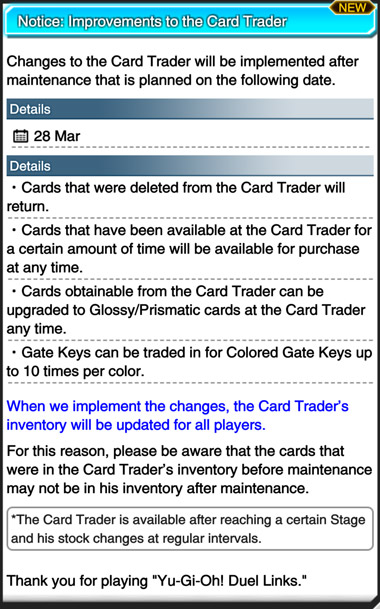 NEW
Notice: Improvements to the Card Trader
Changes to the Card Trader will be implemented after
maintenance that is planned on the following date.
Details
28 Mar
Details
・Cards that were deleted from the Card Trader will
return.
・Cards that have been available at the Card Trader for
a certain amount of time will be available for purchase
at any time.
・Cards obtainable from the Card Trader can be
upgraded to Glossy/Prismatic cards at the Card Trader
any time.
・Gate Keys can be traded in for Colored Gate Keys up
to 10 times per color.
When we implement the changes, the Card Trader's
inventory will be updated for all players.
For this reason, please be aware that the cards that
were in the Card Trader's inventory before maintenance
may not be in his inventory after maintenance.
*The Card Trader is available after reaching a certain Stage
and his stock changes at regular intervals.
Thank you for playing "Yu-Gi-Oh! Duel Links."